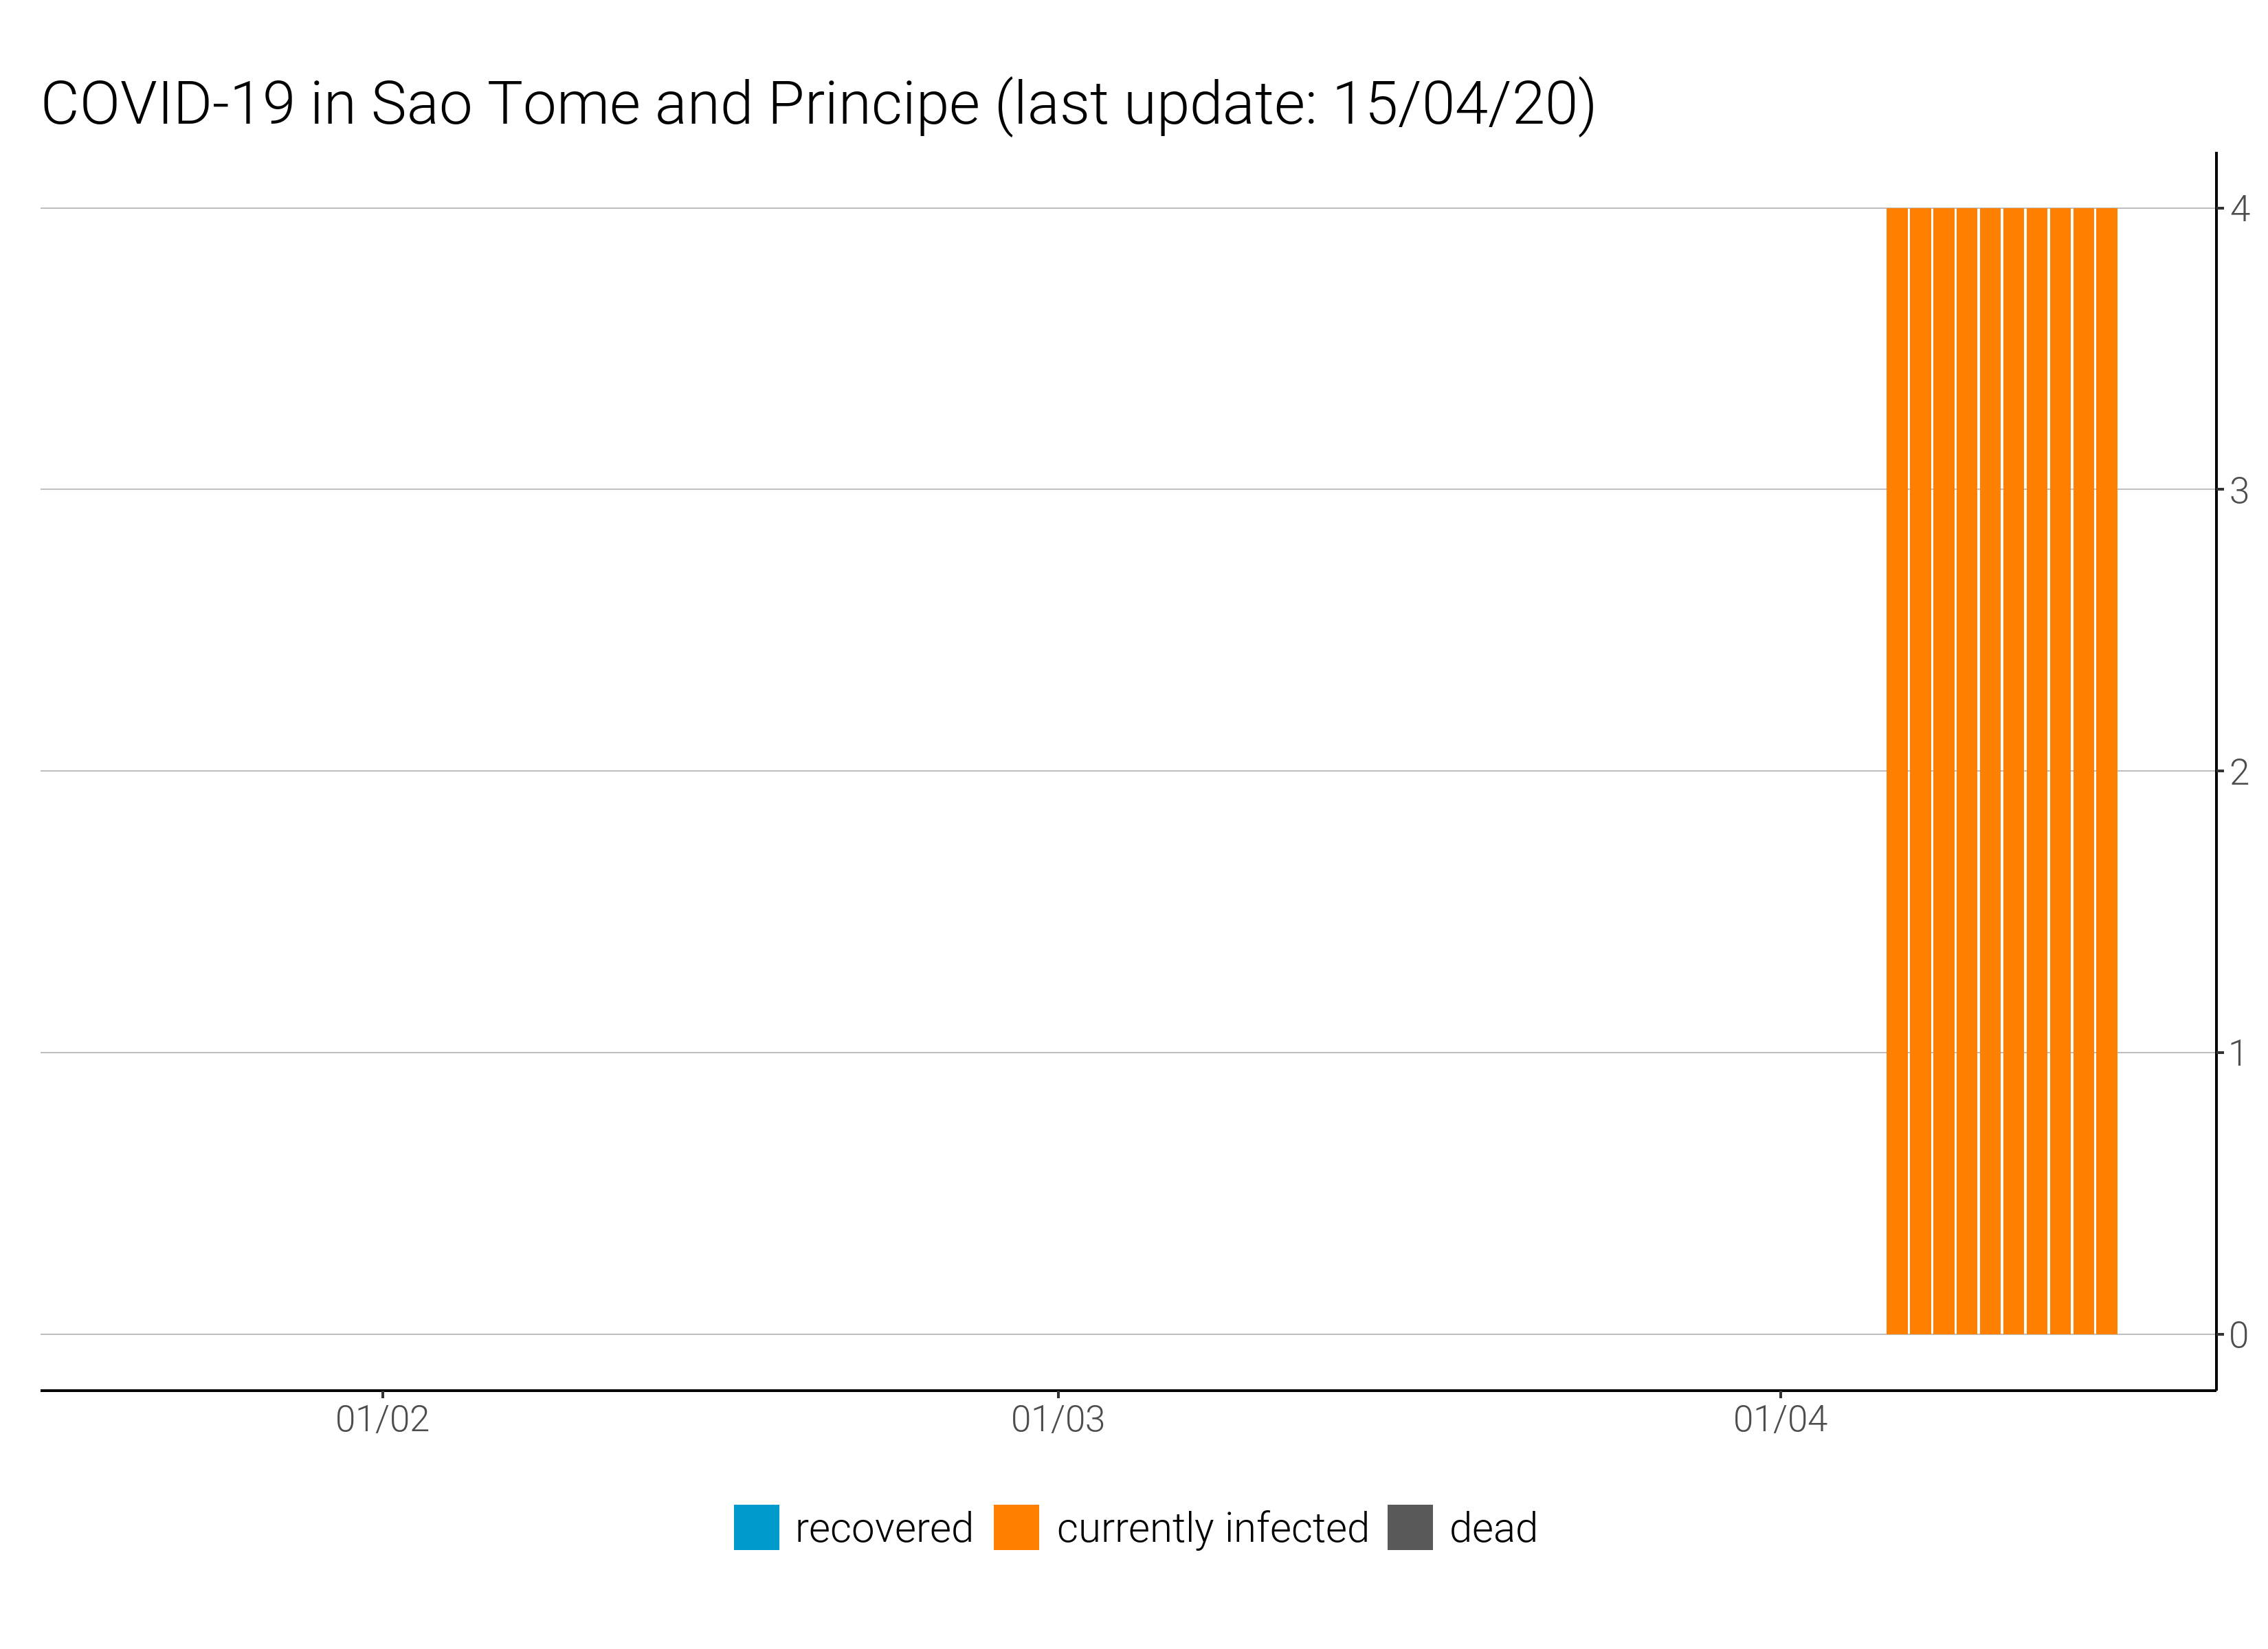 COVID-19 in Sao Tome and Principe (last update: 15/04/20)
4
3
2
1
0
01/02 01/03 01/04
recovered currently infected dead